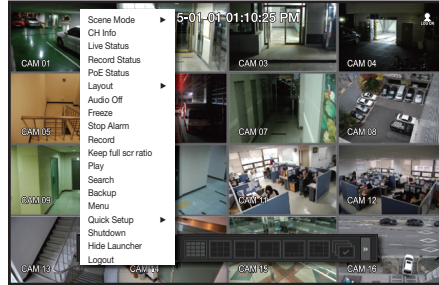 Scene Mode
CH Info
Live Status
Record Status
PoE Status
Layout
Audio Off
Freeze
Stop Alarm
Record
Keep full scr ratio
Play
Search
Backup
Menu
Quick Setup
Shutdown
Hide Launcher
Logout
5-01-01 01:10:25 PM
LOG ON
CAM 01
CAM 03
CAM 04
CAM 05
CAM 07
CAM 08
CAM 09
CAM 11
CAM 12
CAM 13
CAM 14
CAM 15
CAM 16